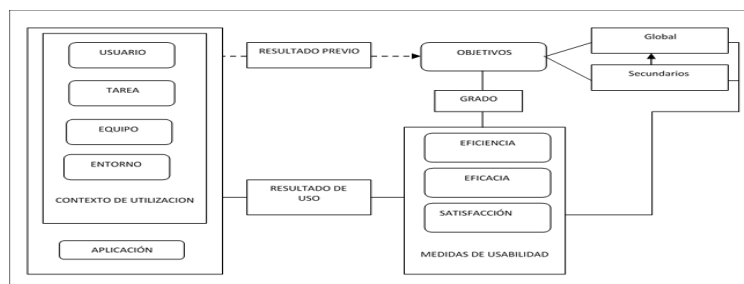 USUARIO
TAREA
EQUIPO
ENTORNO
CONTEXTO DE UTILIZACION
APLICACIÓN
RESULTADO PREVIO
RESULTADO DE
USO
OBJETIVOS
GRADO
EFICIENCIA
EFICACIA
SATISFACCIÓN
MEDIDAS DE USABILIDAD
Global
Secundarios